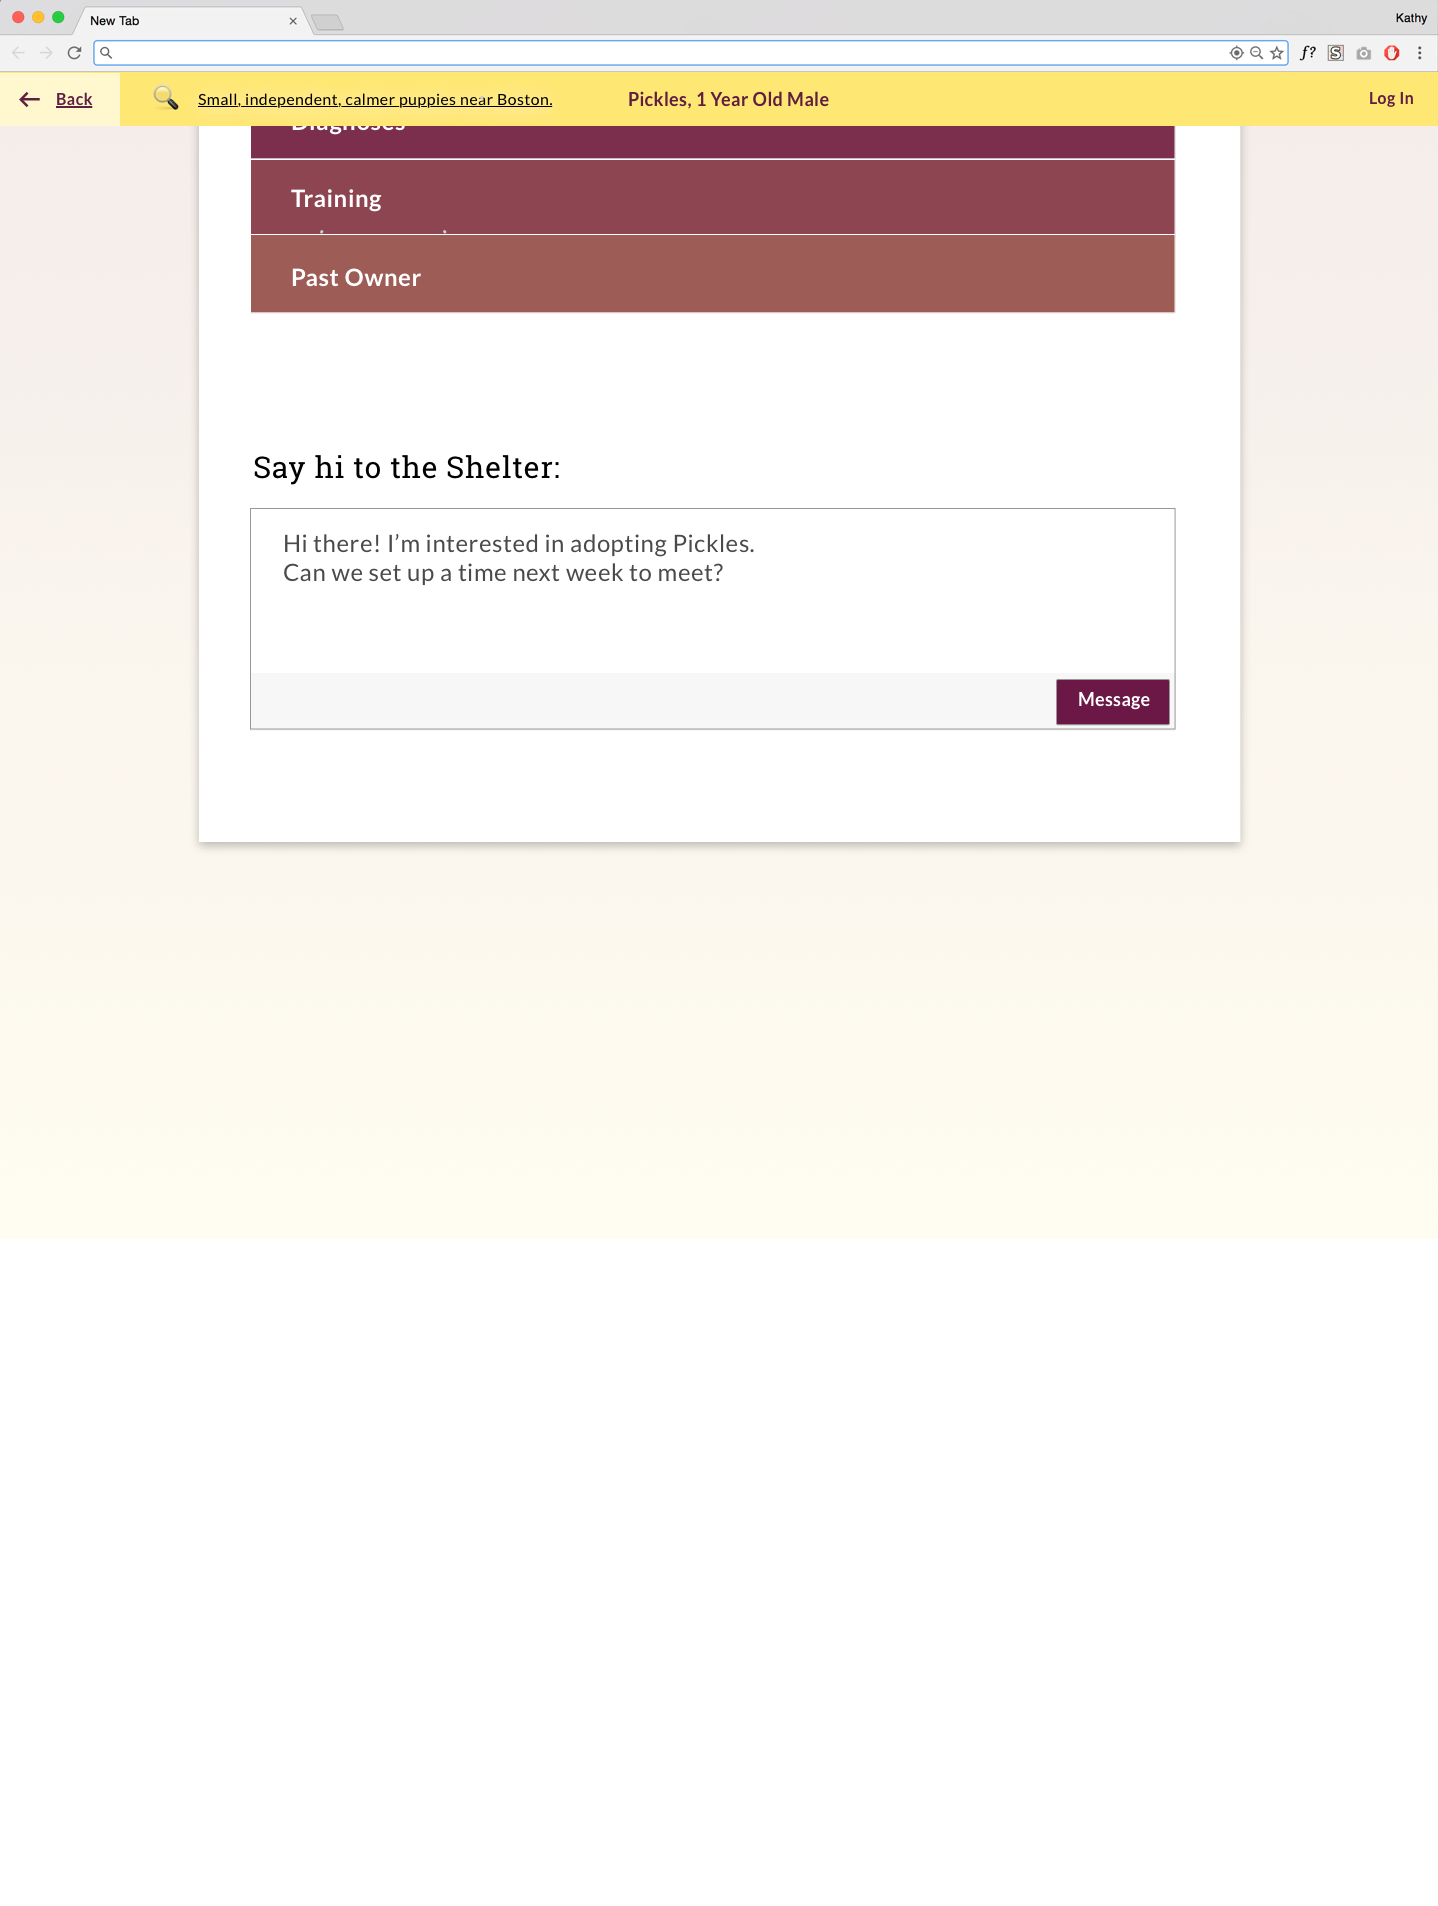 New Tab
Kathy
f?
S
Back
Small, independent, calmer puppies near Boston.
Pickles, 1 Year Old Male
Log In
Diagnoses
Training
Past Owner
Say hi to the Shelter:
Hi there! I’m interested in adopting Pickles.
Can we set up a time next week to meet?
Message